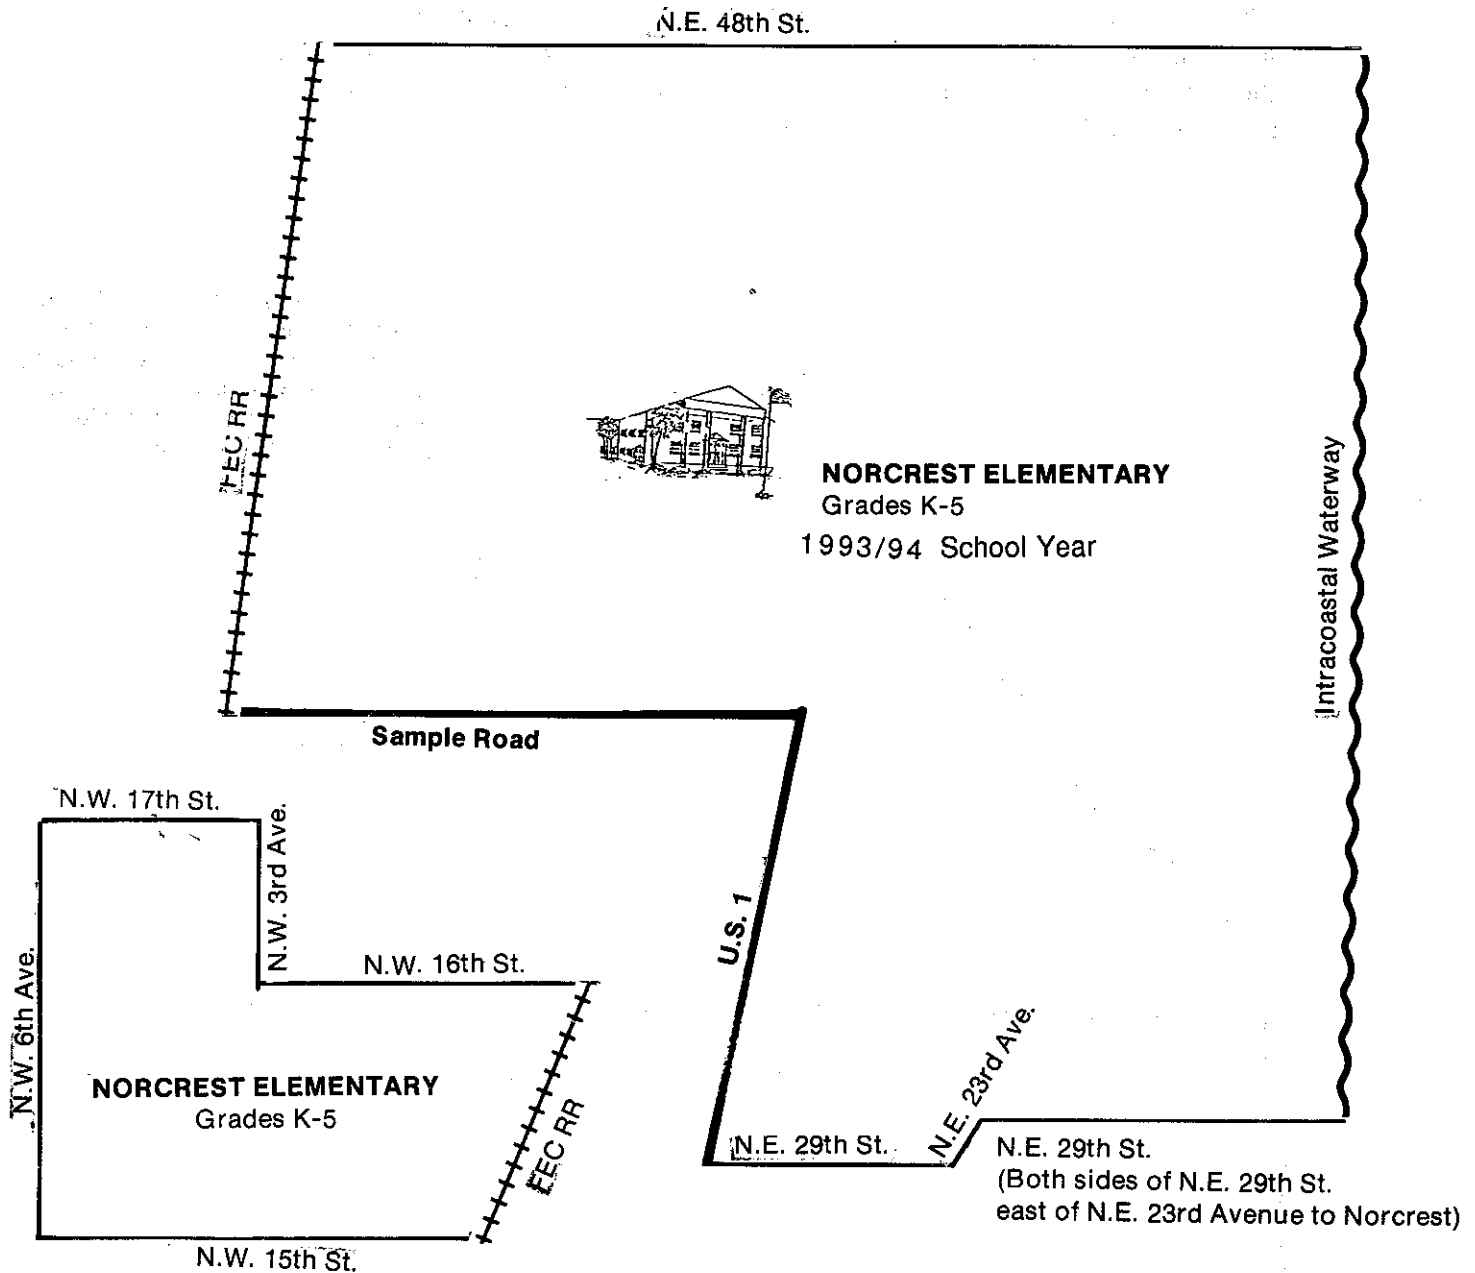 N.E. 48th St.
FEC RR
NORCREST ELEMENTARY
Grades K-5
1993/94 School Year
Intracoastal Waterway
Sample Road
N.W. 17th St.
N.W. 3rd Ave.
U.S. 1
N.W. 16th St.
N.W. 6th Ave.
NORCREST ELEMENTARY
Grades K-5
FEC RR
N.E. 23rd Ave.
N.E. 29th St.
N.E. 29th St.
(Both sides of N.E. 29th St.
east of N.E. 23rd Avenue to Norcrest)
N.W. 15th St.